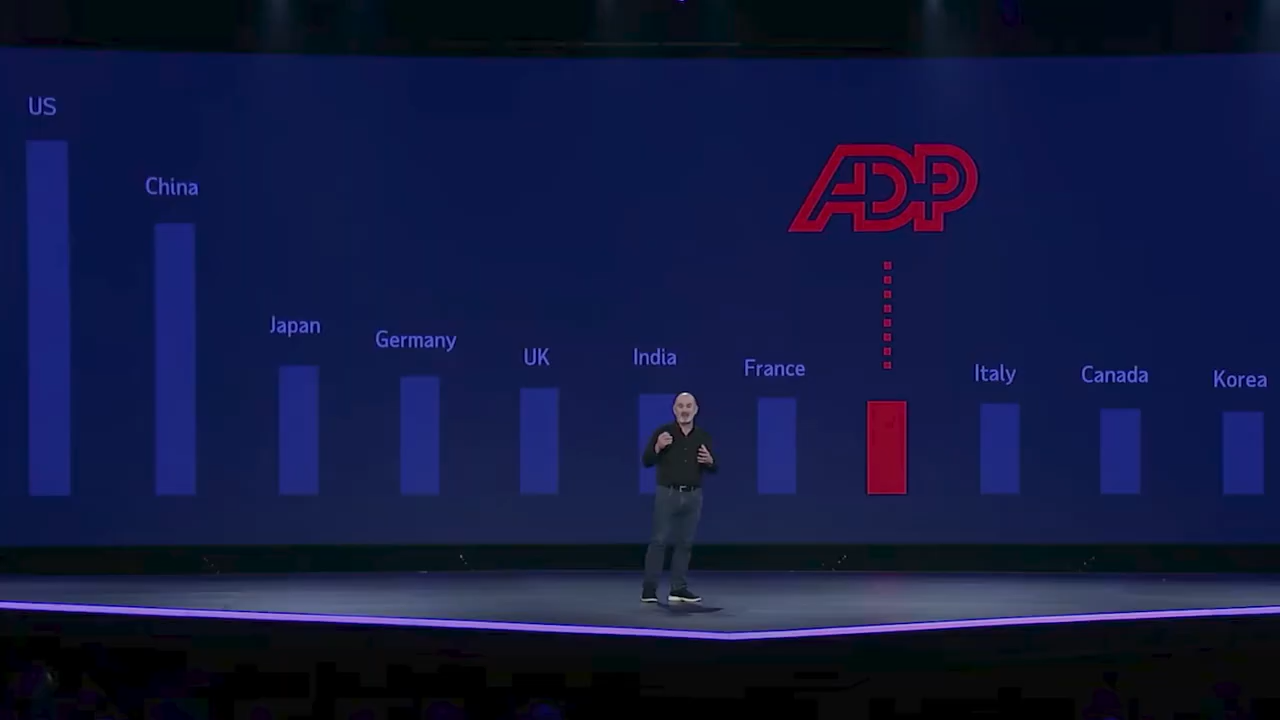 US
China
ADP
Japan
Germany
UK
India
France
Italy
Canada
Korea